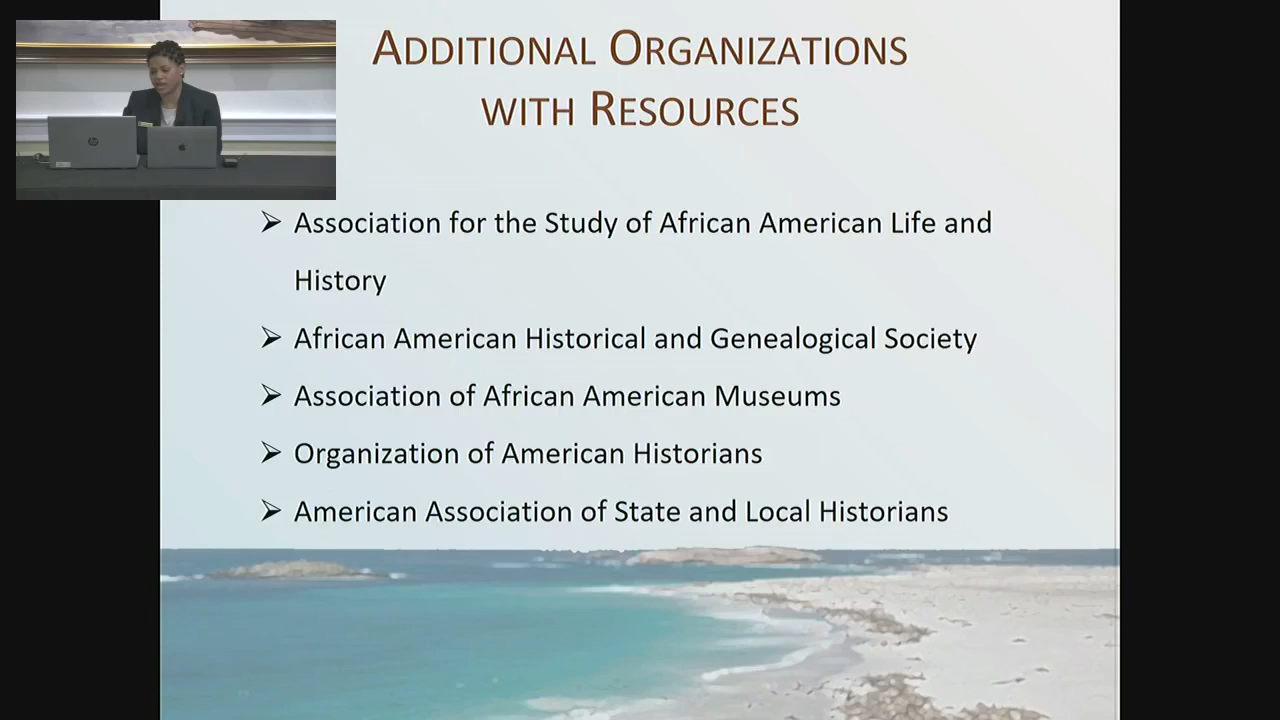 ADDITIONAL ORGANIZATIONS
WITH RESOURCES
➢ Association for the Study of African American Life and
History
➢ African American Historical and Genealogical Society
➢ Association of African American Museums
➢ Organization of American Historians
➢ American Association of State and Local Historians